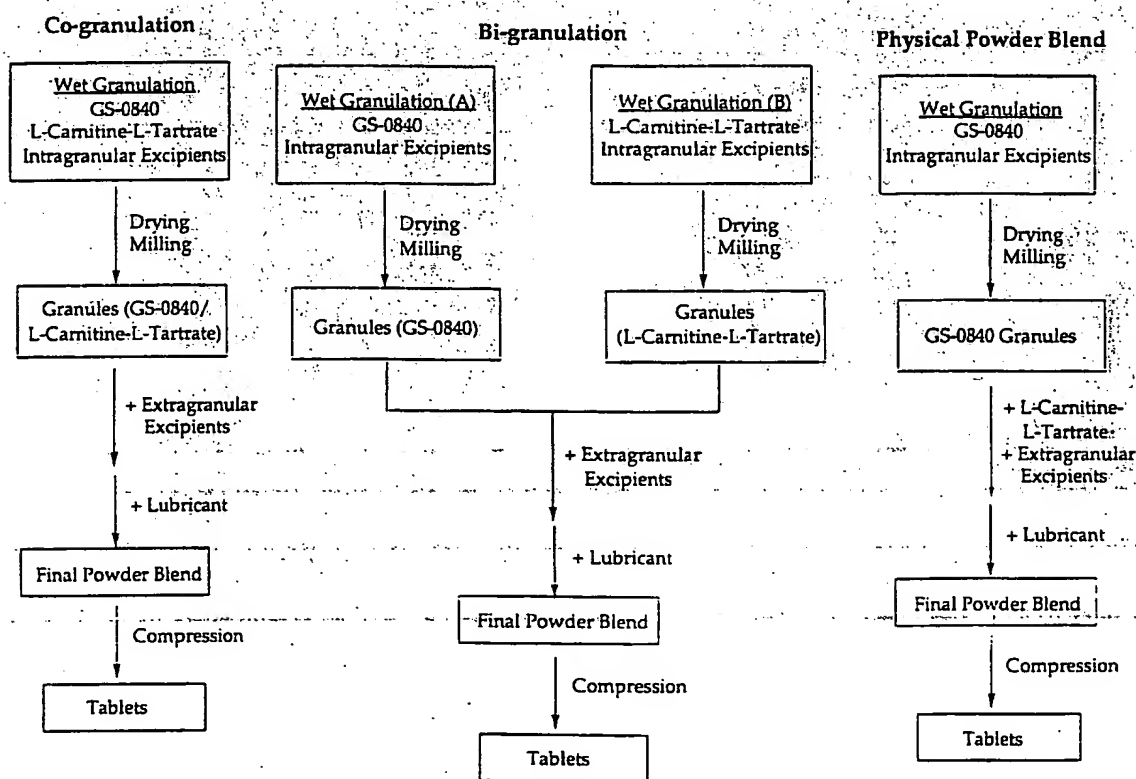 Co-granulation
Wet Granulation
GS-0840
L-Carnitine-L-Tartrate
Intragranular Excipients
Drying
Milling
Granules (GS-0840/
L-Carnitine-L-Tartrate)
+ Extragranular
Excipients
+ Lubricant
Final Powder Blend
Compression
Tablets
Bi-granulation
Wet Granulation (A)
GS-0840
Intragranular Excipients
Drying
Milling
Granules (GS-0840)
Wet Granulation (B)
L-Carnitine-L-Tartrate
Intragranular Excipients
Drying
Milling
Granules
(L-Carnitine-L-Tartrate)
+ Extragranular
Excipients
+ Lubricant
Final Powder Blend
Compression
Tablets
Physical Powder Blend
Wet Granulation
GS-0840
Intragranular Excipients
Drying
Milling
GS-0840 Granules
+ L-Carnitine-
L-Tartrate
+ Extragranular
Excipients
+ Lubricant
Final Powder Blend
Compression
Tablets